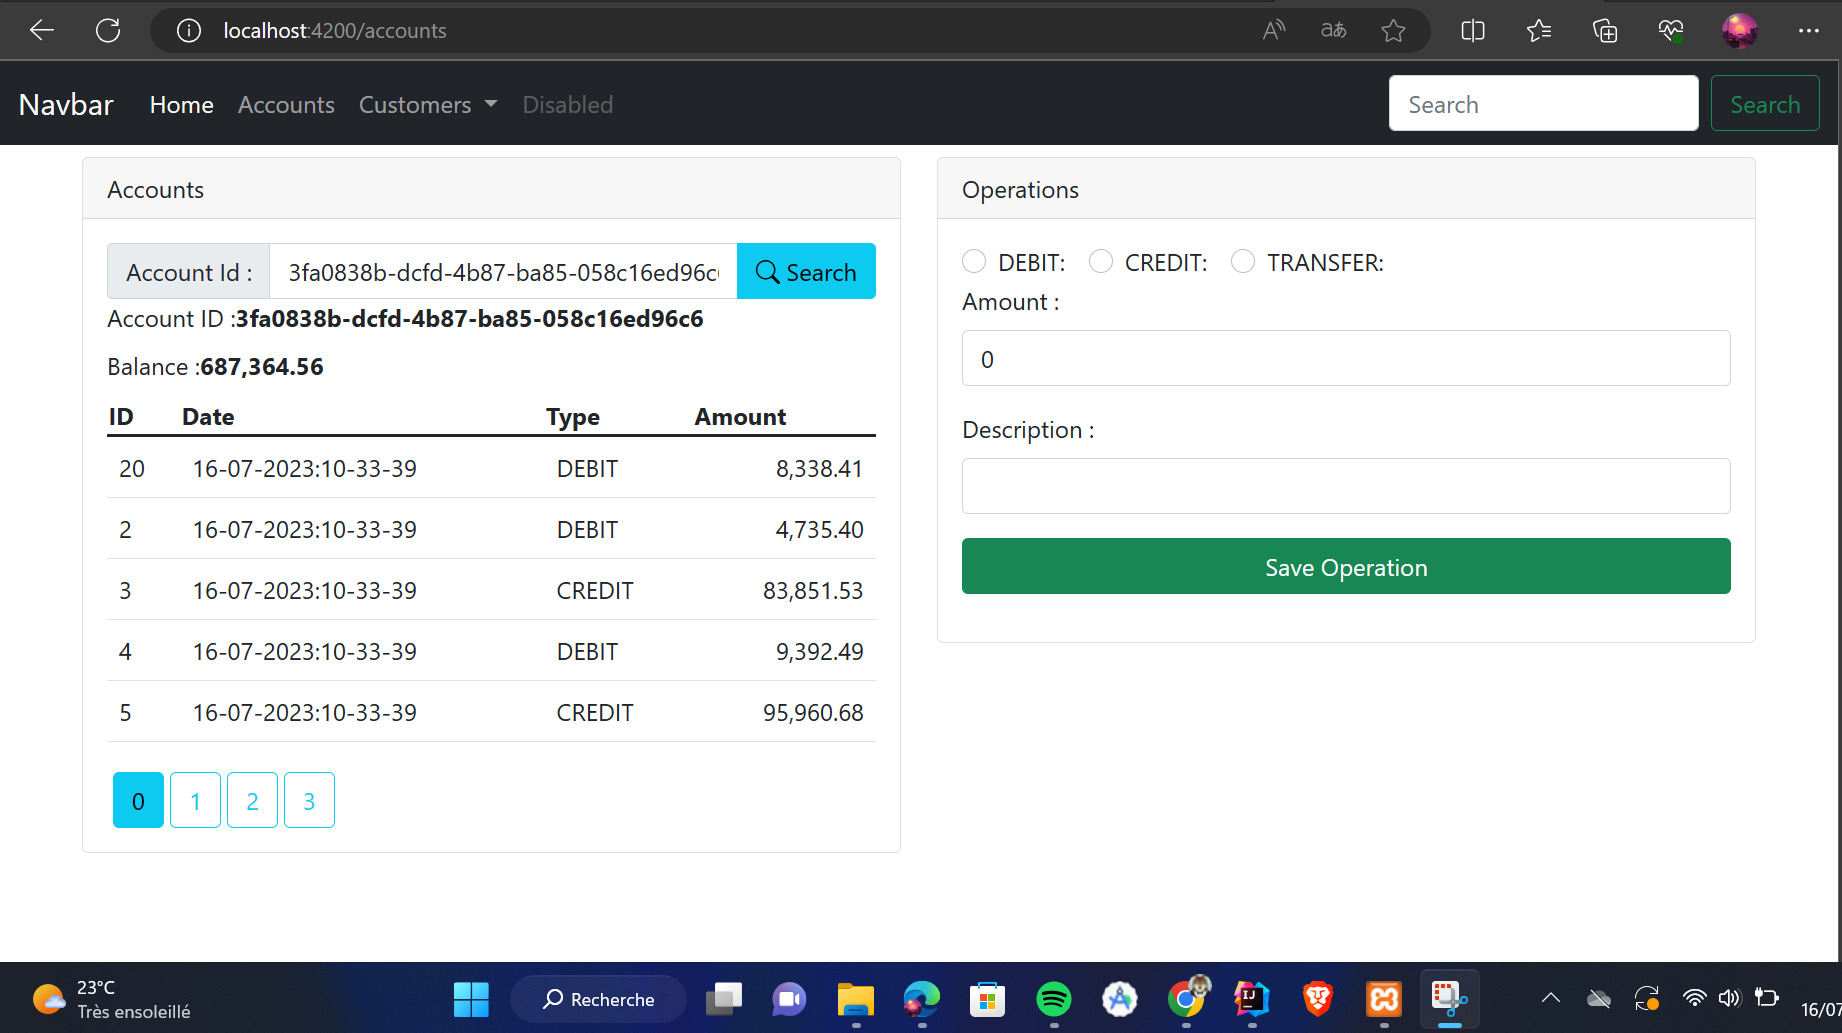 localhost:4200/accounts
Navbar Home Accounts Customers Disabled Search Search
Accounts
Account Id : 3fa0838b-dcfd-4b87-ba85-058c16ed96c Search
Account ID :3fa0838b-dcfd-4b87-ba85-058c16ed96c6
Balance :687,364.56
ID Date Type Amount
20 16-07-2023:10-33-39 DEBIT 8,338.41
2 16-07-2023:10-33-39 DEBIT 4,735.40
3 16-07-2023:10-33-39 CREDIT 83,851.53
4 16-07-2023:10-33-39 DEBIT 9,392.49
5 16-07-2023:10-33-39 CREDIT 95,960.68
0 1 2 3
Operations
DEBIT: CREDIT: TRANSFER:
Amount :
0
Description :
Save Operation
23°C
Très ensoleillé
Recherche
16/07